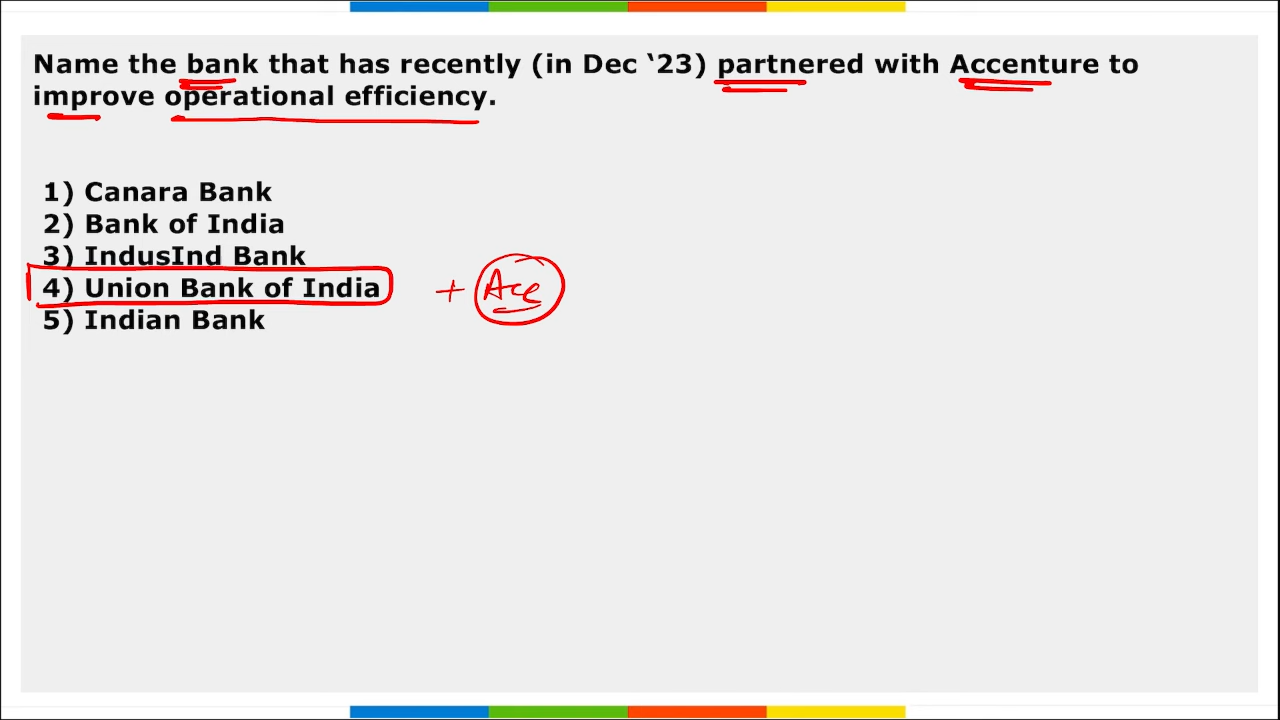 Name the bank that has recently (in Dec ‘23) partnered with Accenture to
improve operational efficiency.
1) Canara Bank
2) Bank of India
3) IndusInd Bank
4) Union Bank of India + Acc
5) Indian Bank